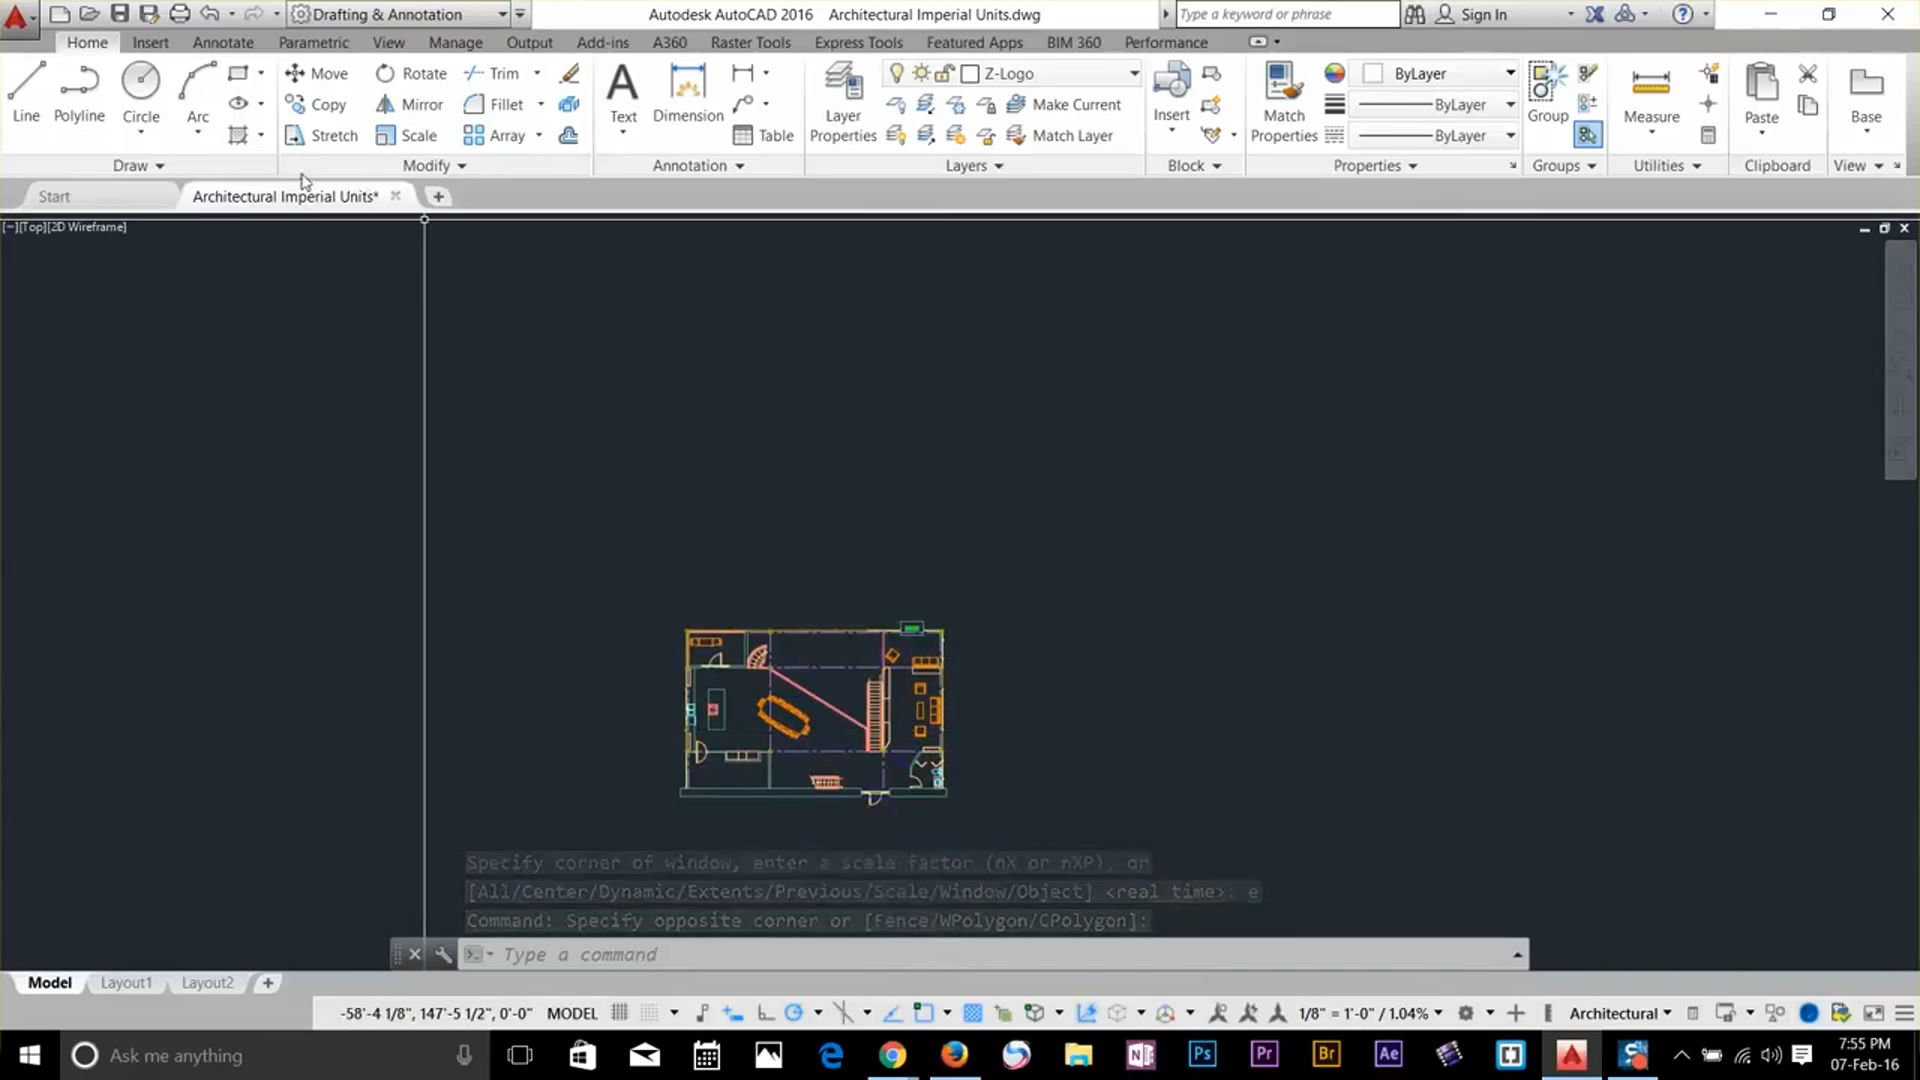 Drafting & Annotation
Autodesk AutoCAD 2016 Architectural Imperial Units.dwg
Type a keyword or phrase
Sign In
Home Insert Annotate Parametric View Manage Output Add-ins A360 Raster Tools Express Tools Featured Apps BIM 360 Performance
Line Polyline Circle Arc
Move Rotate Trim
Copy Mirror Fillet
Stretch Scale Array
Text Dimension Table
Layer Properties
Z-Logo
Make Current
Match Layer
Insert
Match Properties
ByLayer
ByLayer
ByLayer
Group
Measure
Paste
Base
Draw Modify Annotation Layers Block Properties Groups Utilities Clipboard View
Start Architectural Imperial Units*
[−][Top][2D Wireframe]
Specify corner of window, enter a scale factor (nX or nXP), or
[All/Center/Dynamic/Extents/Previous/Scale/Window/Object] <real time>: e
Command: Specify opposite corner or [Fence/WPolygon/CPolygon]:
Type a command
Model Layout1 Layout2
-58'-4 1/8", 147'-5 1/2", 0'-0" MODEL 1/8" = 1'-0" / 1.04% Architectural
Ask me anything
Ps Pr Br Ae
7:55 PM
07-Feb-16